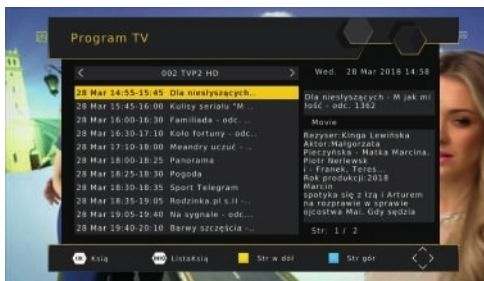 Program TV
002 TVP2 HD
Wed. 28 Mar 2018 14:58
28 Mar 14:55-15:45 Dla niesłyszących..
28 Mar 15:45-16:00 Kulisy serialu "M ..
28 Mar 16:00-16:30 Familiada - odc. ..
28 Mar 16:30-17:10 Koło fortuny - odc..
28 Mar 17:10-18:00 Meandry uczuć - ..
28 Mar 18:00-18:25 Panorama
28 Mar 18:25-18:30 Pogoda
28 Mar 18:30-18:35 Sport Telegram
28 Mar 18:35-19:05 Rodzinka.pl s.II -..
28 Mar 19:05-19:40 Na sygnale - odc....
28 Mar 19:40-20:10 Barwy szczęścia -..
Dla niesłyszących - M jak mi
łość - odc. 1362
Movie
Reżyser:Kinga Lewińska
Aktor:Małgorzata
Pieczyńska - Matka Marcina,
Piotr Nerlewsk
i - Franek, Teres...
Rok produkcji:2018
Marcin
spotyka się z Izą i Arturem
na rozprawie w sprawie
ojcostwa Mai. Gdy sędzia
Str: 1/ 2
OK Ksią
ListaKsią
Str w dół
Str gór